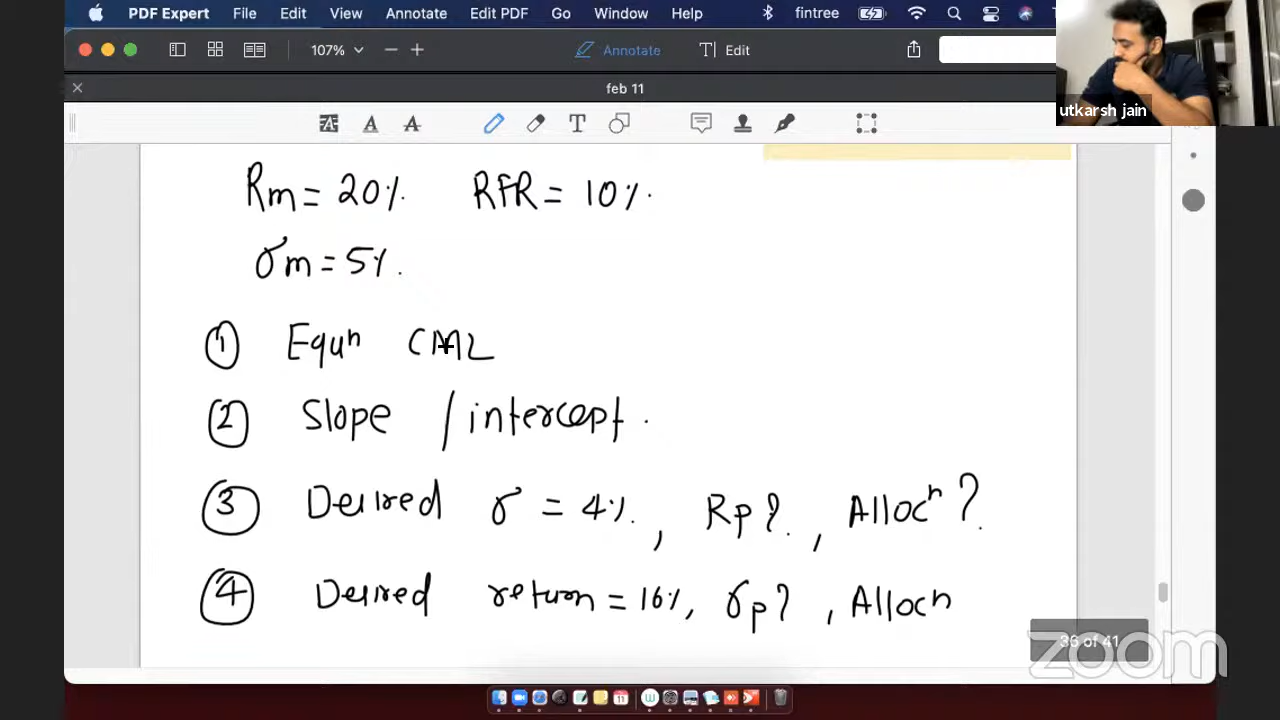 PDF Expert File Edit View Annotate Edit PDF Go Window Help fintree
107% Annotate T Edit
utkarsh jain
feb 11
Rm = 20% RFR = 10%.
σm = 5%.
① Equⁿ CML
② Slope / intercept.
③ Desired σ = 4%, Rp?, Allocⁿ?
④ Desired return = 16%, σp?, Allocn
36 of 41
zoom